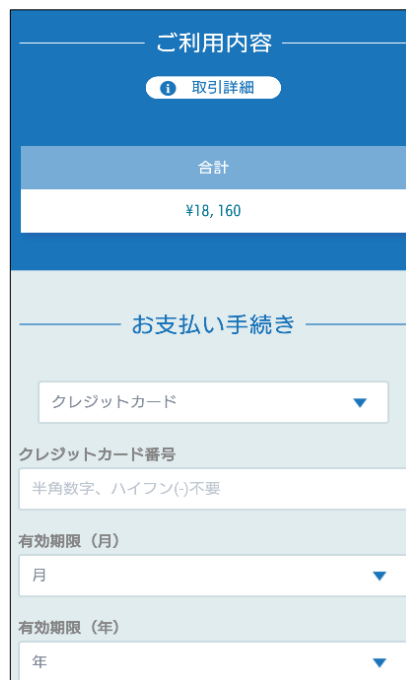 ご利用内容
取引詳細
合計
¥18,160
お支払い手続き
クレジットカード
クレジットカード番号
半角数字、ハイフン(-)不要
有効期限（月）
月
有効期限（年）
年